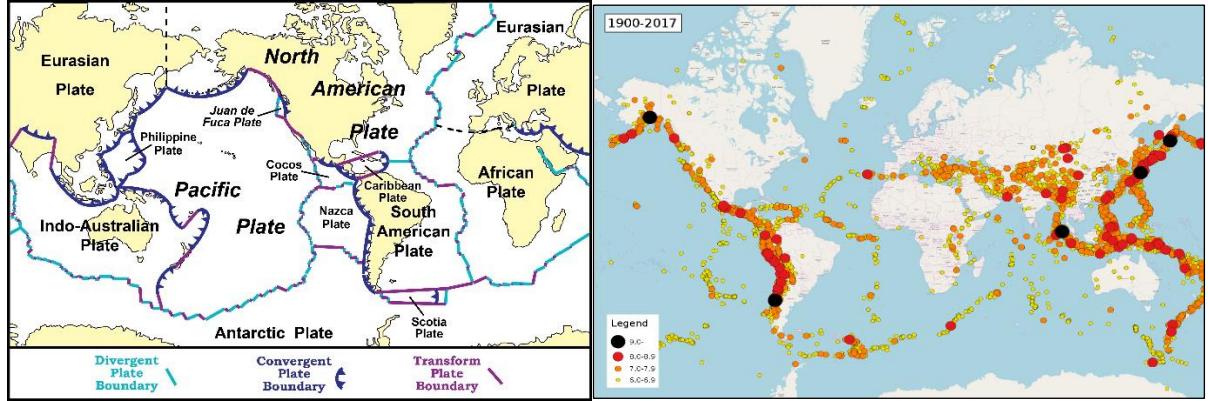 Eurasian
Plate
North
American
Plate
Eurasian
Plate
Juan de
Fuca Plate
Philippine
Plate
Cocos
Plate
Caribbean
Plate
African
Plate
Pacific
Plate
Nazca
Plate
South
American
Plate
Indo-Australian
Plate
Antarctic Plate
Scotia
Plate
Divergent
Plate
Boundary
Convergent
Plate
Boundary
Transform
Plate
Boundary
1900-2017
Legend
9.0-
8.0-8.9
7.0-7.9
6.0-6.9